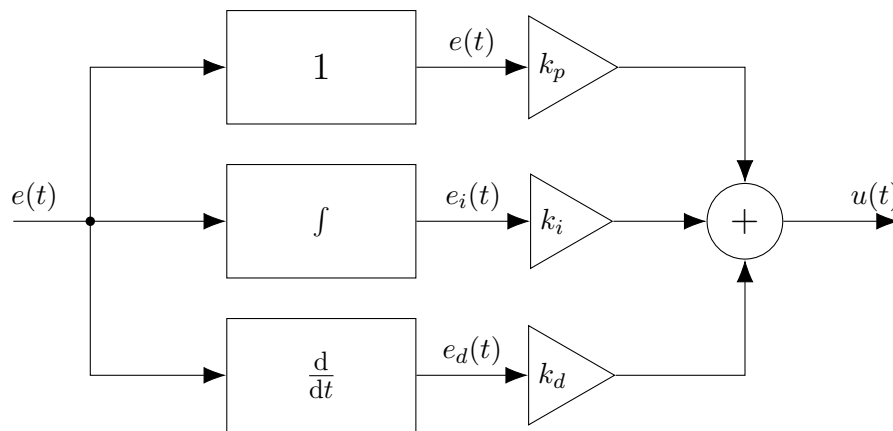 1
e(t)
k_p
e(t)
∫
e_i(t)
k_i
+
u(t)
d/dt
e_d(t)
k_d